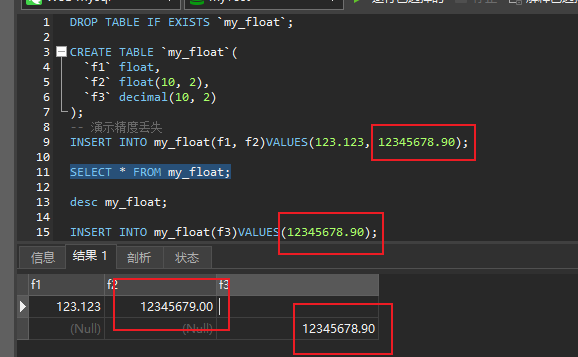 1 DROP TABLE IF EXISTS `my_float`;
2
3 CREATE TABLE `my_float`(
4 `f1` float,
5 `f2` float(10, 2),
6 `f3` decimal(10, 2)
7 );
8 -- 演示精度丢失
9 INSERT INTO my_float(f1, f2)VALUES(123.123, 12345678.90);
10
11 SELECT * FROM my_float;
12
13 desc my_float;
14
15 INSERT INTO my_float(f3)VALUES(12345678.90);
信息 结果 1 剖析 状态
f1 f2 f3
123.123 12345679.00
(Null) (Null) 12345678.90